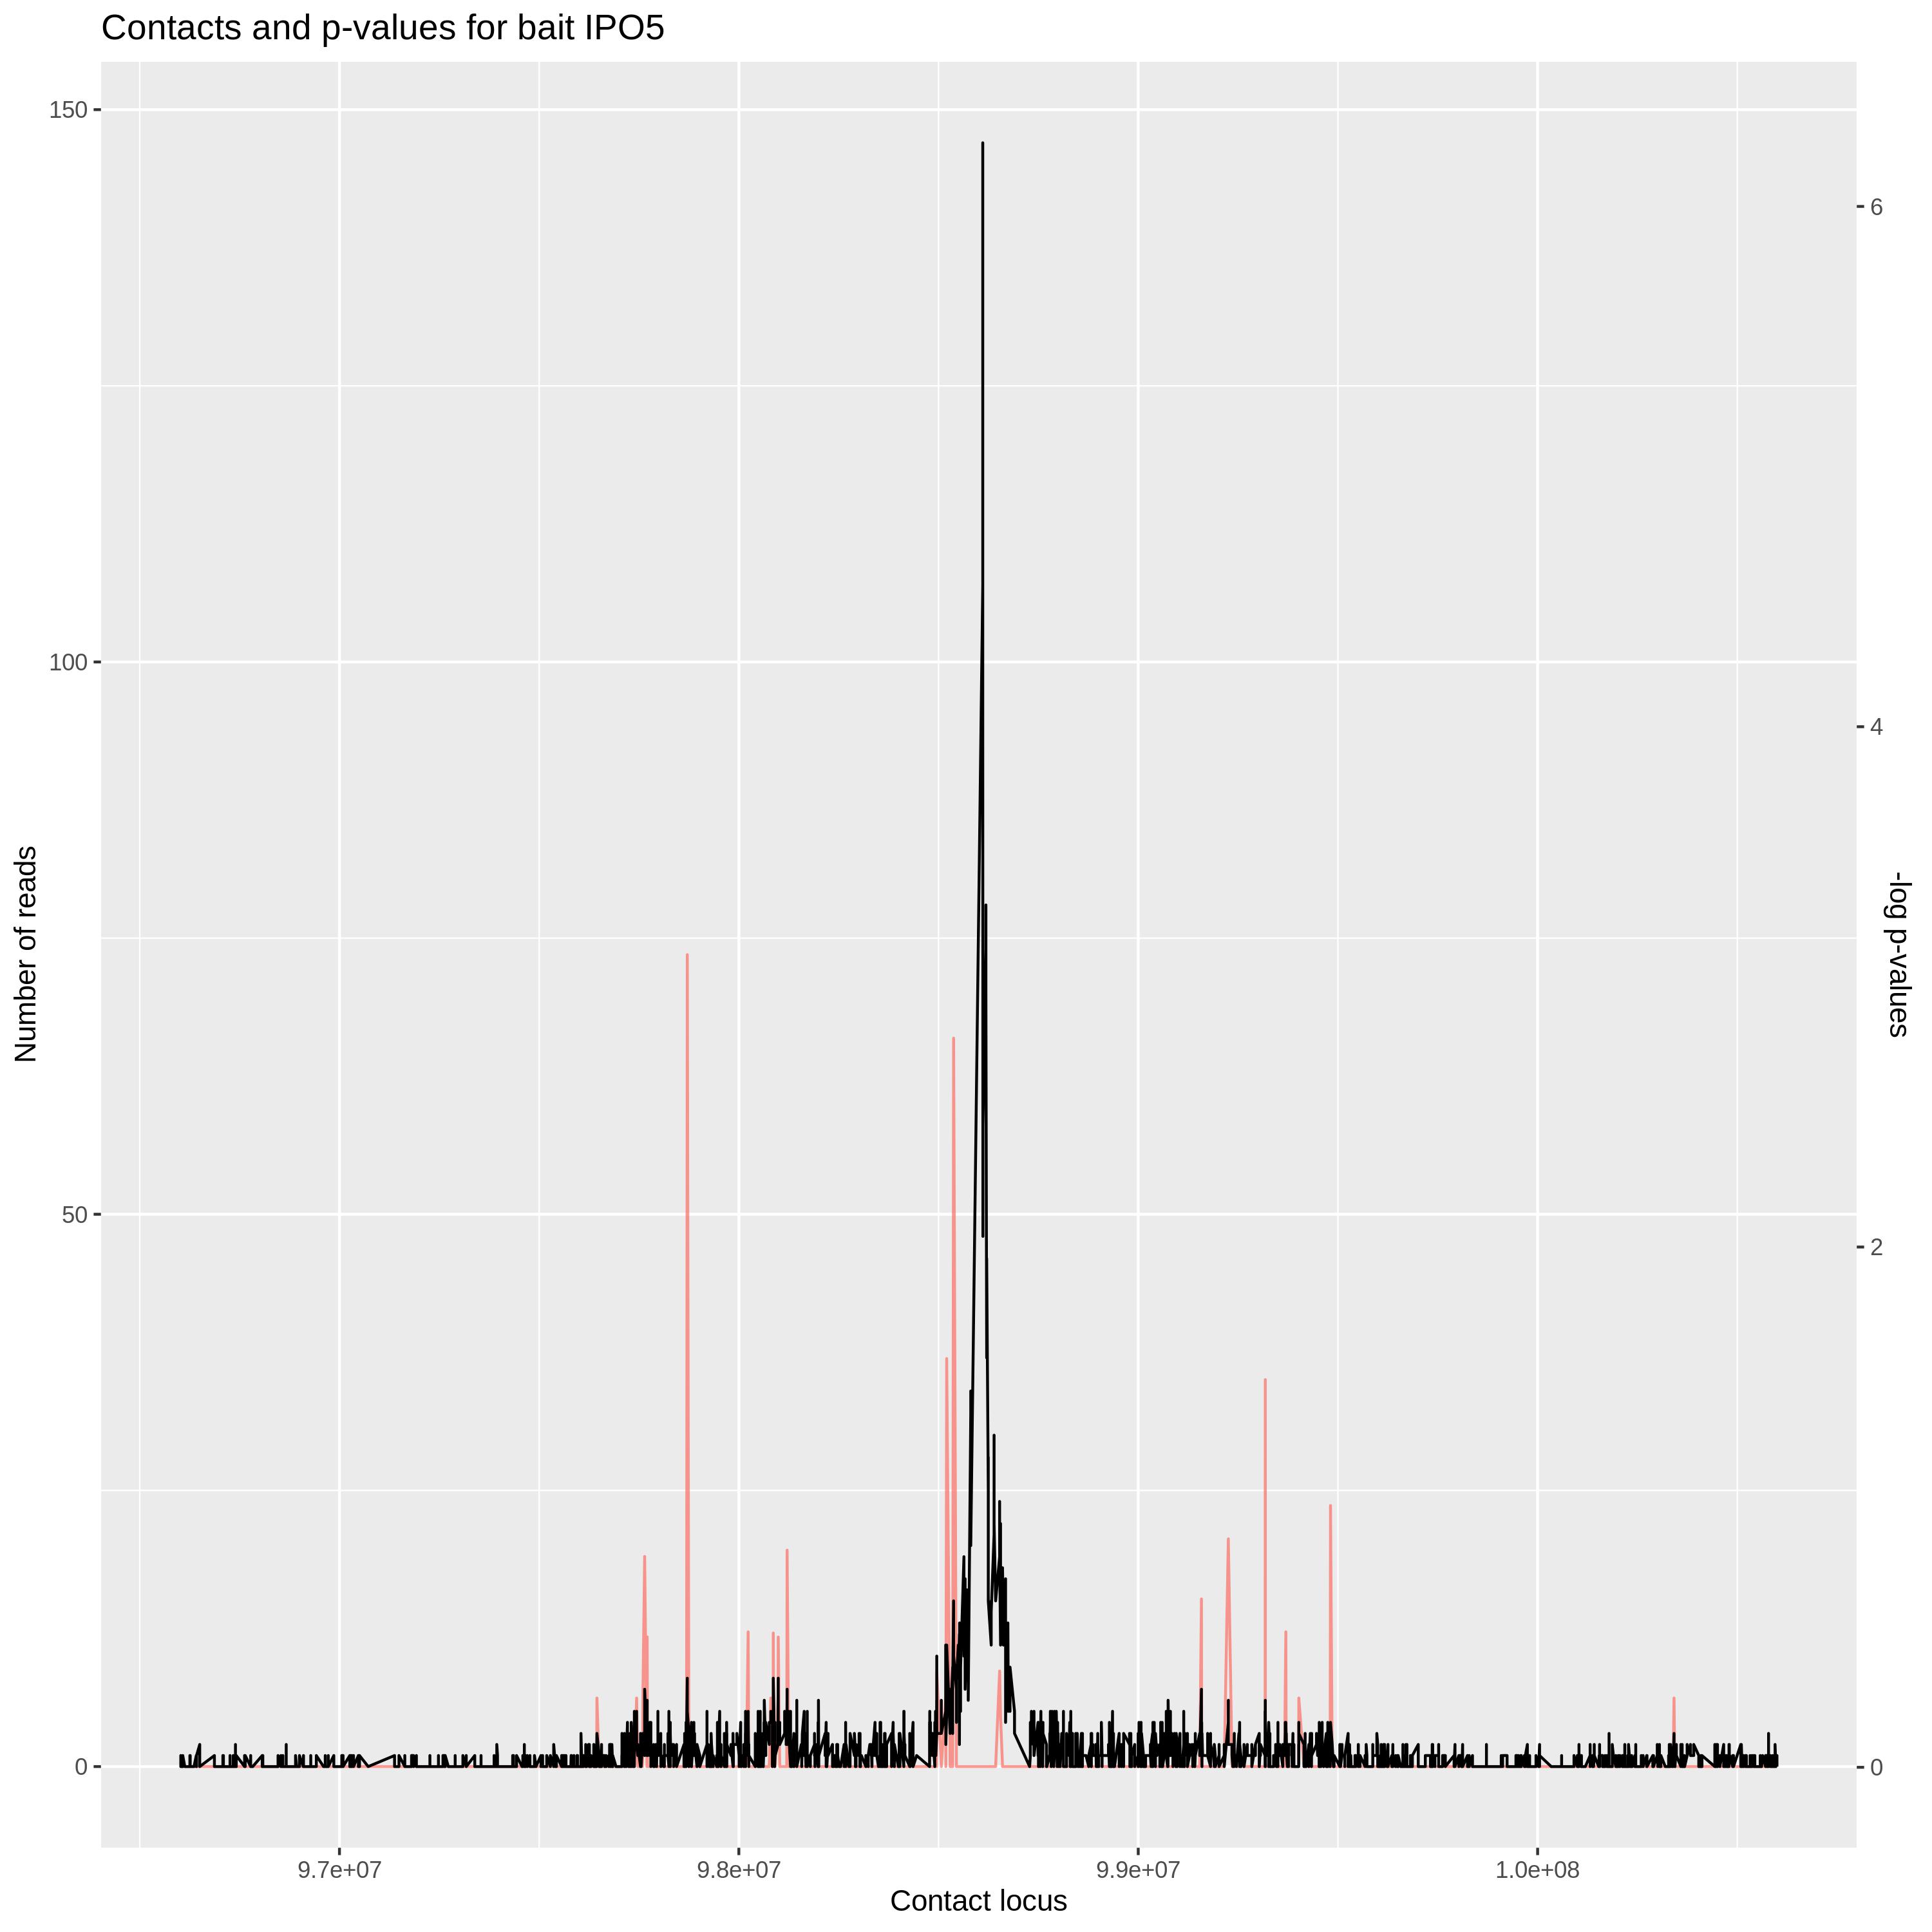 Contacts and p-values for bait IPO5
150
100
50
0
6
4
2
0
Number of reads
-log p-values
9.7e+07
9.8e+07
9.9e+07
1.0e+08
Contact locus